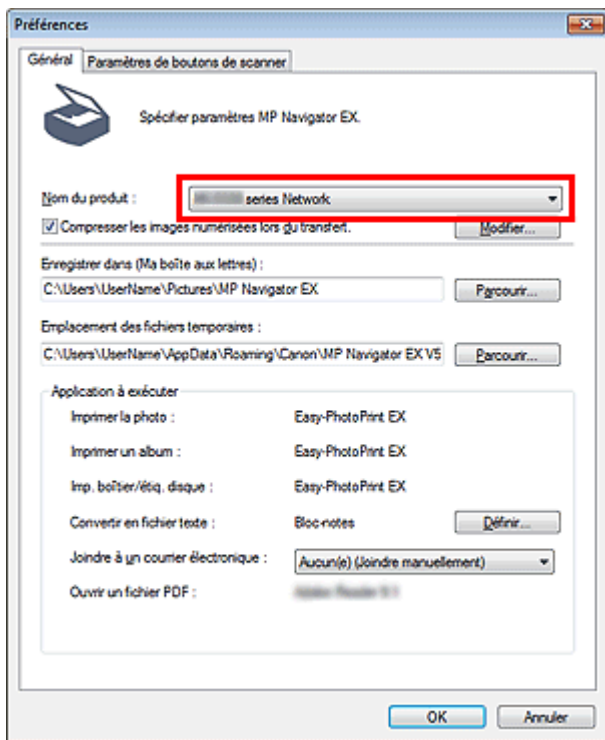 Préférences
Général Paramètres de boutons de scanner
Spécifier paramètres MP Navigator EX.
Nom du produit : series Network
Compresser les images numérisées lors du transfert. Modifier...
Enregistrer dans (Ma boîte aux lettres) :
C:\Users\UserName\Pictures\MP Navigator EX Parcourir...
Emplacement des fichiers temporaires :
C:\Users\UserName\AppData\Roaming\Canon\MP Navigator EX V5 Parcourir...
Application à exécuter
Imprimer la photo : Easy-PhotoPrint EX
Imprimer un album : Easy-PhotoPrint EX
Imp. boîtier/étiq. disque : Easy-PhotoPrint EX
Convertir en fichier texte : Bloc-notes Définir...
Joindre à un courrier électronique : Aucun(e) (Joindre manuellement)
Ouvrir un fichier PDF :
OK Annuler